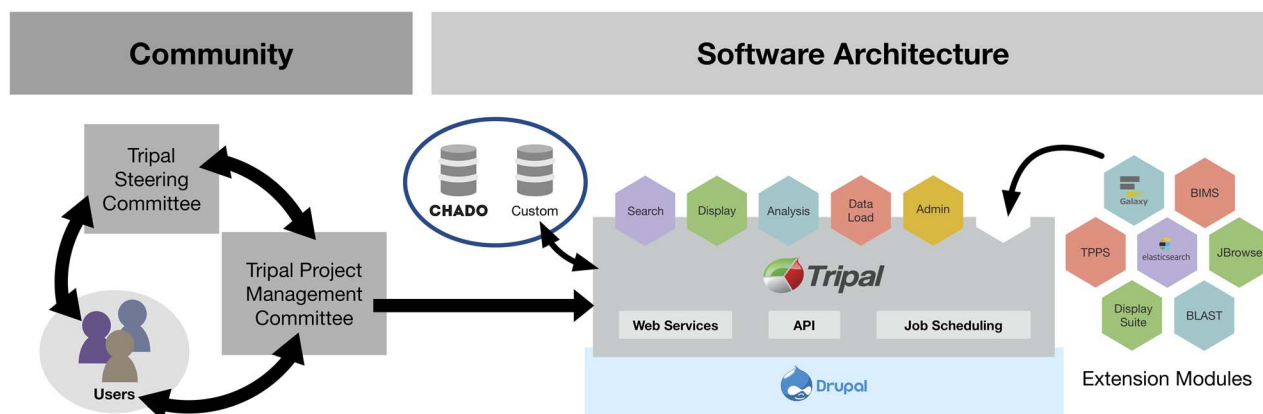 Community
Software Architecture
Tripal
Steering
Committee
Tripal Project
Management
Committee
Users
CHADO
Custom
Search
Display
Analysis
Data
Load
Admin
Tripal
Web Services
API
Job Scheduling
Drupal
Galaxy
BIMS
TPPS
elasticsearch
JBrowse
Display
Suite
BLAST
Extension Modules